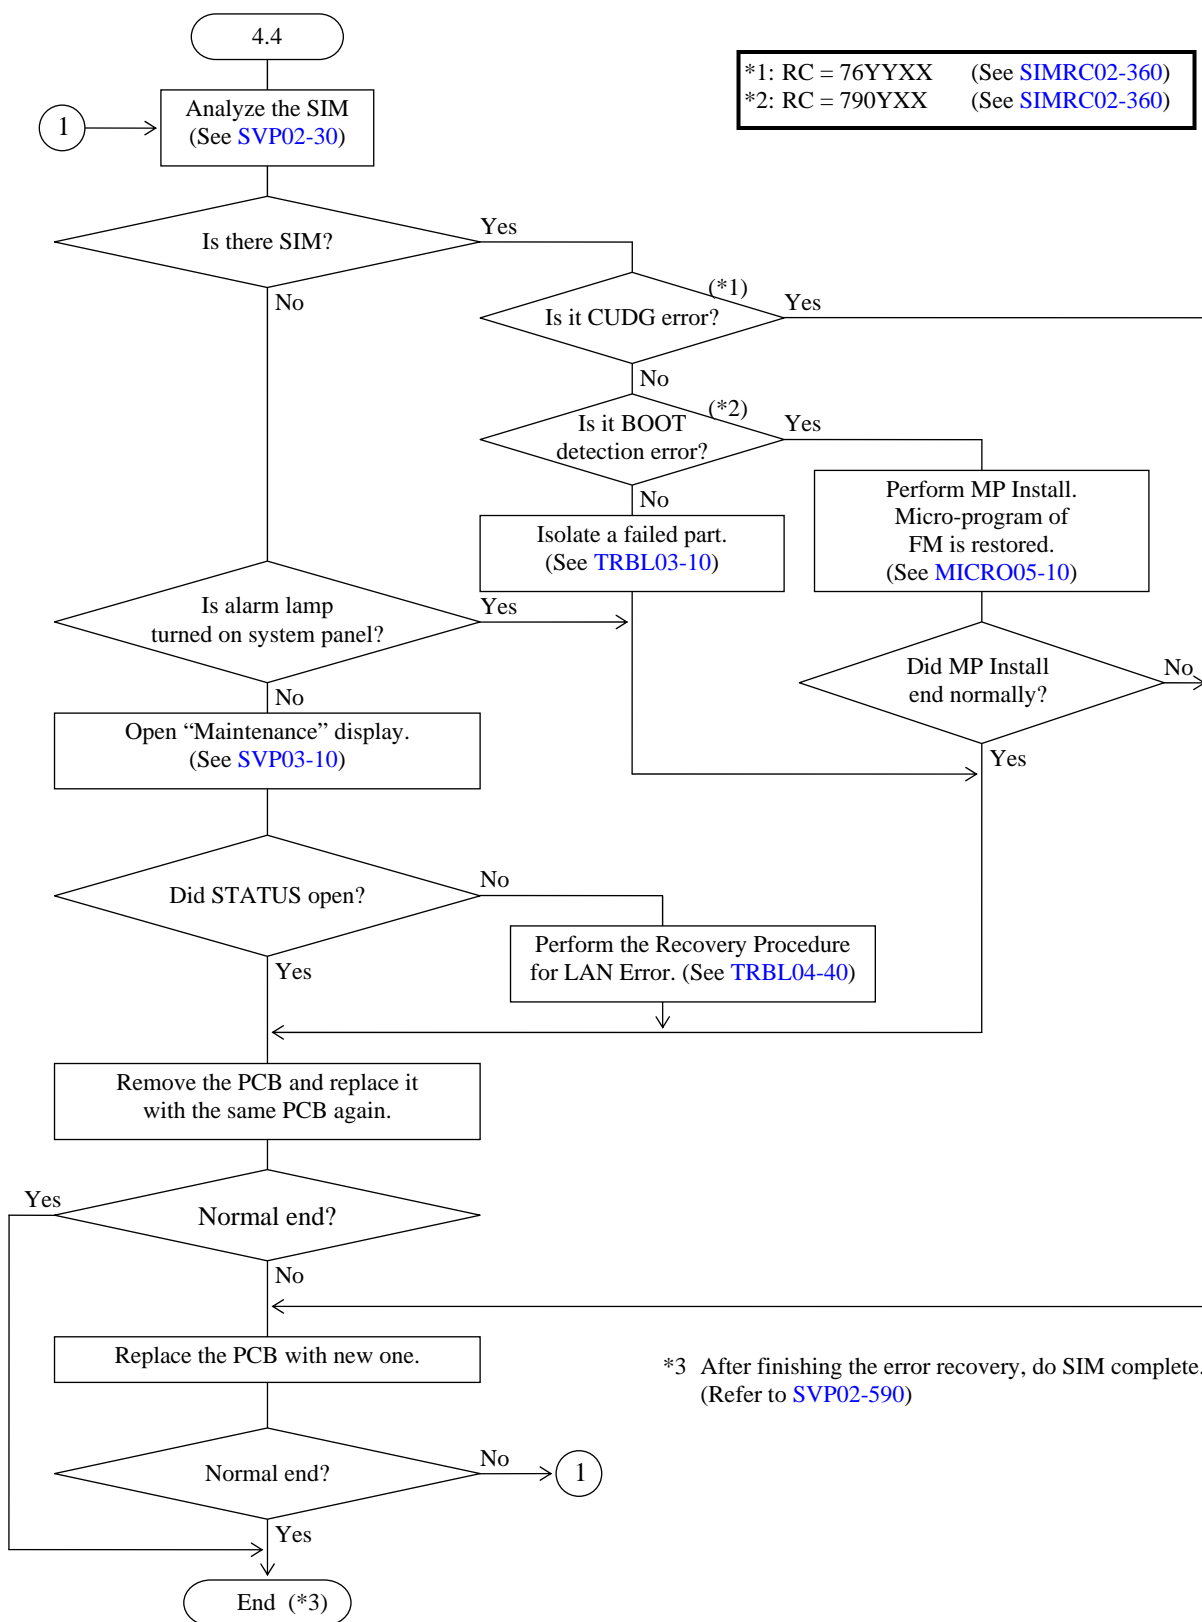 4.4
*1: RC = 76YYXX (See SIMRC02-360)
*2: RC = 790YXX (See SIMRC02-360)
1
Analyze the SIM
(See SVP02-30)
Is there SIM?
Yes
No
(*1)
Is it CUDG error?
Yes
No
(*2)
Is it BOOT
detection error?
Yes
No
Perform MP Install.
Micro-program of
FM is restored.
(See MICRO05-10)
Isolate a failed part.
(See TRBL03-10)
Is alarm lamp
turned on system panel?
Yes
No
Did MP Install
end normally?
No
Yes
Open “Maintenance” display.
(See SVP03-10)
Did STATUS open?
No
Yes
Perform the Recovery Procedure
for LAN Error. (See TRBL04-40)
Remove the PCB and replace it
with the same PCB again.
Yes
Normal end?
No
Replace the PCB with new one.
*3 After finishing the error recovery, do SIM complete.
(Refer to SVP02-590)
Normal end?
No
1
Yes
End (*3)